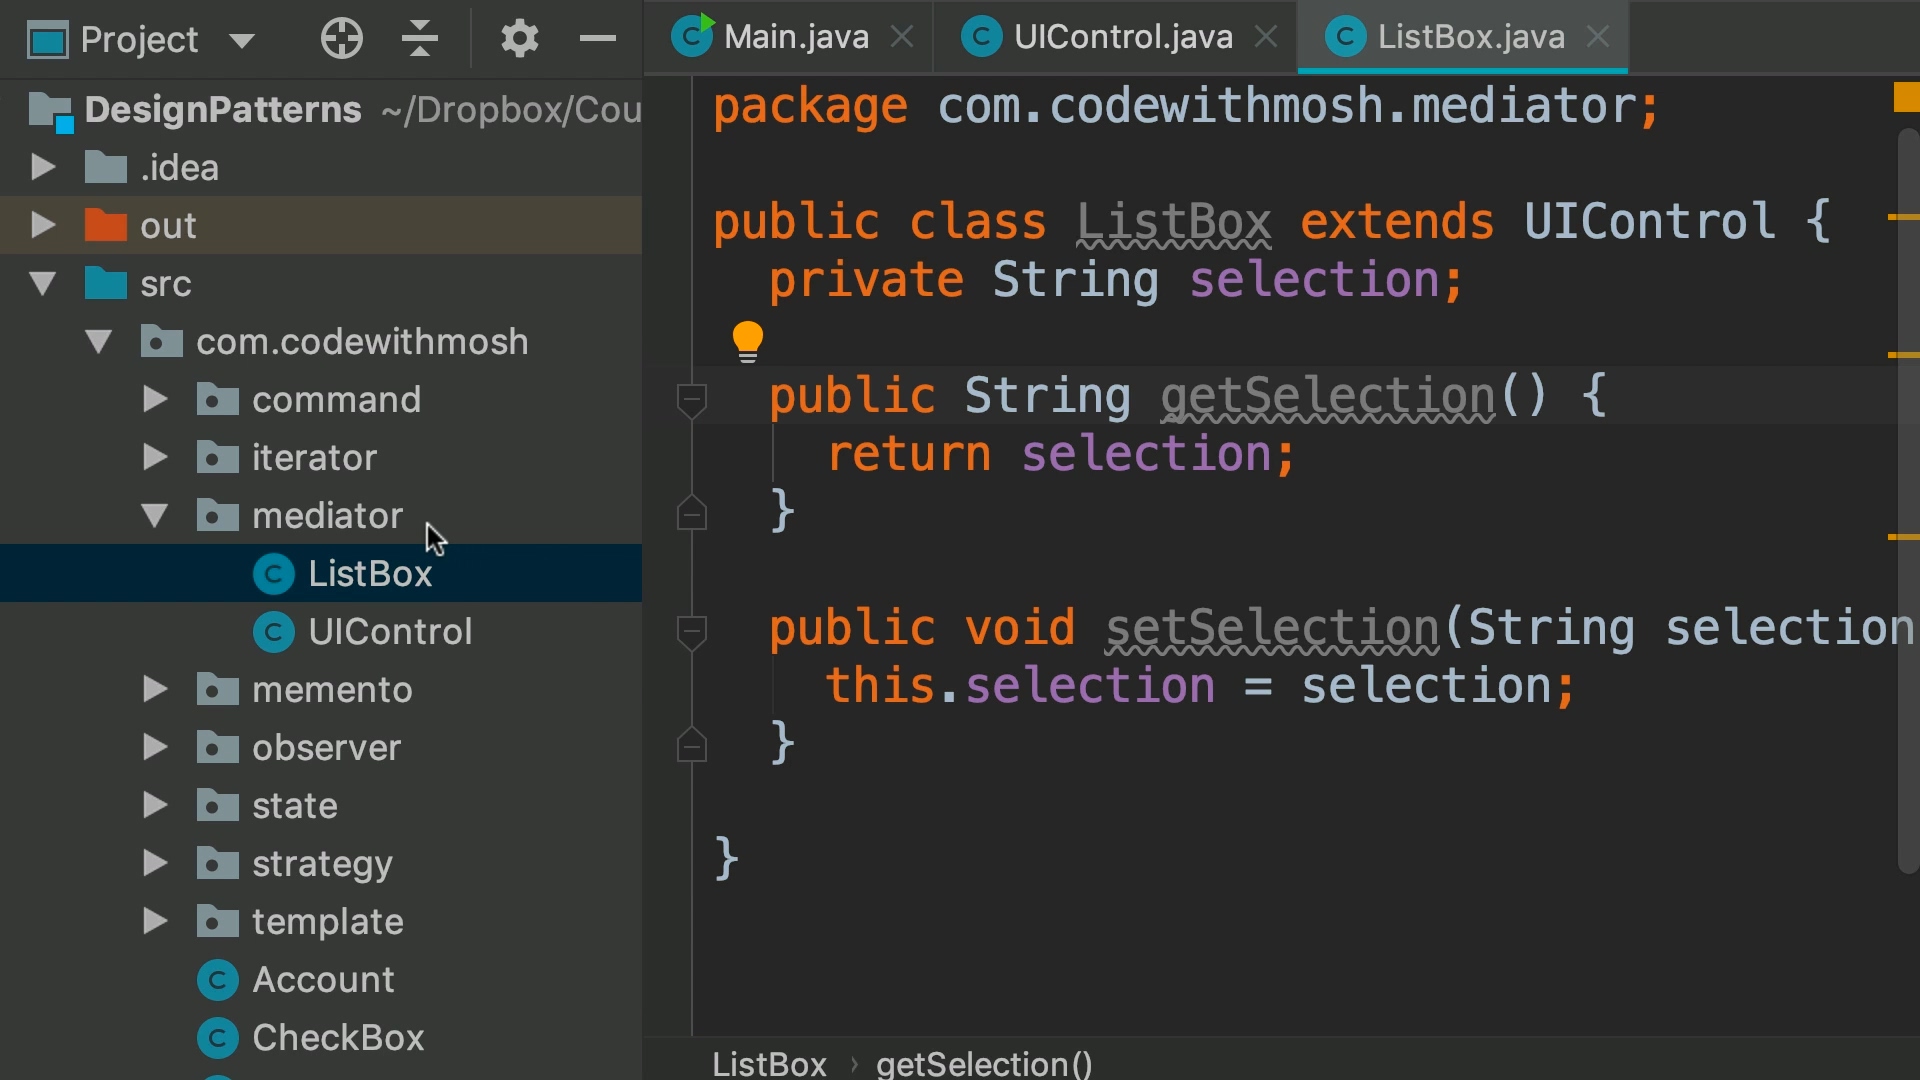 Project
Main.java
UIControl.java
ListBox.java
DesignPatterns ~/Dropbox/Cou
.idea
out
src
com.codewithmosh
command
iterator
mediator
ListBox
UIControl
memento
observer
state
strategy
template
Account
CheckBox
package com.codewithmosh.mediator;
public class ListBox extends UIControl {
private String selection;
public String getSelection() {
return selection;
}
public void setSelection(String selection
this.selection = selection;
}
}
ListBox › getSelection()